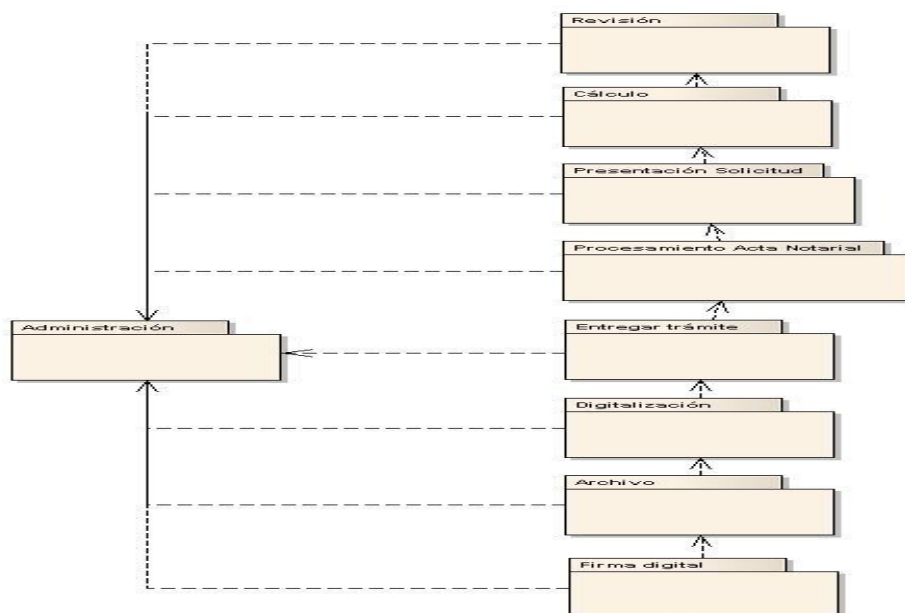 Revisión
Cálculo
Presentación Solicitud
Procesamiento Acta Notarial
Administración
Entregar trámite
Digitalización
Archivo
Firma digital